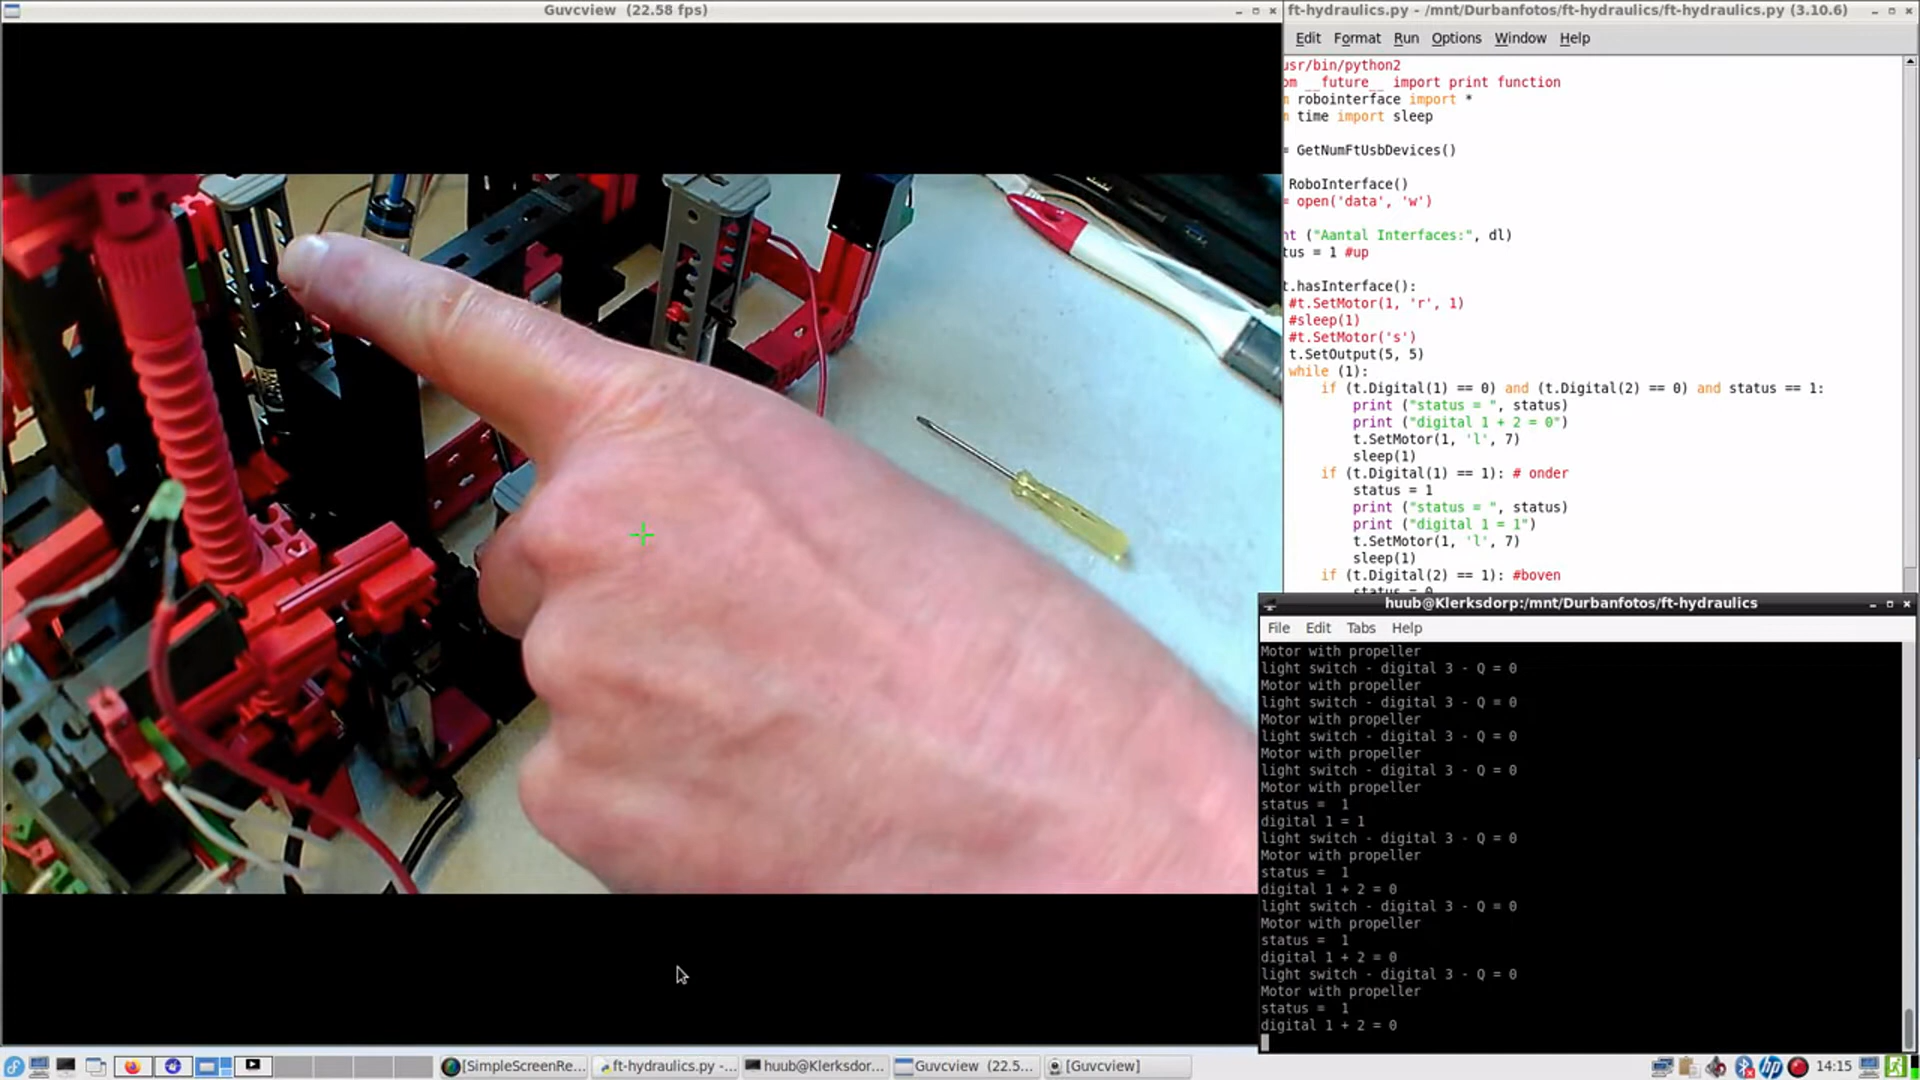 Guvcview (22.58 fps)
ft-hydraulics.py - /mnt/Durbanfotos/ft-hydraulics/ft-hydraulics.py (3.10.6)
Edit Format Run Options Window Help
usr/bin/python2
om __future__ import print function
robointerface import *
time import sleep
= GetNumFtUsbDevices()
RoboInterface()
= open('data', 'w')
nt ("Aantal Interfaces:", dl)
tus = 1 #up
t.hasInterface():
#t.SetMotor(1, 'r', 1)
#sleep(1)
#t.SetMotor('s')
t.SetOutput(5, 5)
while (1):
if (t.Digital(1) == 0) and (t.Digital(2) == 0) and status == 1:
print ("status = ", status)
print ("digital 1 + 2 = 0")
t.SetMotor(1, 'l', 7)
sleep(1)
if (t.Digital(1) == 1): # onder
status = 1
print ("status = ", status)
print ("digital 1 = 1")
t.SetMotor(1, 'l', 7)
sleep(1)
if (t.Digital(2) == 1): #boven
status = 0
huub@Klerksdorp:/mnt/Durbanfotos/ft-hydraulics
File Edit Tabs Help
Motor with propeller
light switch - digital 3 - Q = 0
Motor with propeller
light switch - digital 3 - Q = 0
Motor with propeller
light switch - digital 3 - Q = 0
Motor with propeller
light switch - digital 3 - Q = 0
Motor with propeller
status =  1
digital 1 = 1
light switch - digital 3 - Q = 0
Motor with propeller
status =  1
digital 1 + 2 = 0
light switch - digital 3 - Q = 0
Motor with propeller
status =  1
digital 1 + 2 = 0
light switch - digital 3 - Q = 0
Motor with propeller
status =  1
digital 1 + 2 = 0
[SimpleScreenRe... ft-hydraulics.py -... huub@Klerksdor... Guvcview (22.5... [Guvcview] hp 14:15